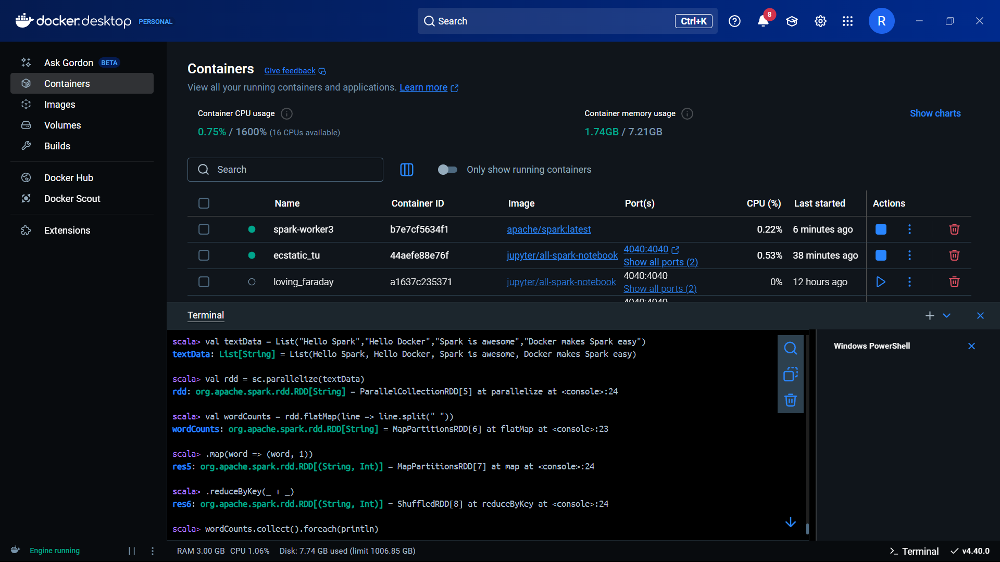 docker.desktop PERSONAL
Search Ctrl+K
8
R
Ask Gordon BETA
Containers
Images
Volumes
Builds
Docker Hub
Docker Scout
Extensions
Containers Give feedback
View all your running containers and applications. Learn more
Container CPU usage
0.75% / 1600% (16 CPUs available)
Container memory usage
1.74GB / 7.21GB
Show charts
Search
Only show running containers
Name Container ID Image Port(s) CPU (%) Last started Actions
spark-worker3 b7e7cf5634f1 apache/spark:latest 0.22% 6 minutes ago
ecstatic_tu 44aefe88e76f jupyter/all-spark-notebook 4040:4040 0.53% 38 minutes ago
Show all ports (2)
loving_faraday a1637c235371 jupyter/all-spark-notebook 4040:4040 0% 12 hours ago
Show all ports (2)
4040:4040
Terminal
scala> val textData = List("Hello Spark","Hello Docker","Spark is awesome","Docker makes Spark easy")
textData: List[String] = List(Hello Spark, Hello Docker, Spark is awesome, Docker makes Spark easy)
scala> val rdd = sc.parallelize(textData)
rdd: org.apache.spark.rdd.RDD[String] = ParallelCollectionRDD[5] at parallelize at <console>:24
scala> val wordCounts = rdd.flatMap(line => line.split(" "))
wordCounts: org.apache.spark.rdd.RDD[String] = MapPartitionsRDD[6] at flatMap at <console>:23
scala> .map(word => (word, 1))
res5: org.apache.spark.rdd.RDD[(String, Int)] = MapPartitionsRDD[7] at map at <console>:24
scala> .reduceByKey(_ + _)
res6: org.apache.spark.rdd.RDD[(String, Int)] = ShuffledRDD[8] at reduceByKey at <console>:24
scala> wordCounts.collect().foreach(println)
Windows PowerShell
Engine running
RAM 3.00 GB CPU 1.06% Disk: 7.74 GB used (limit 1006.85 GB)
Terminal
v4.40.0